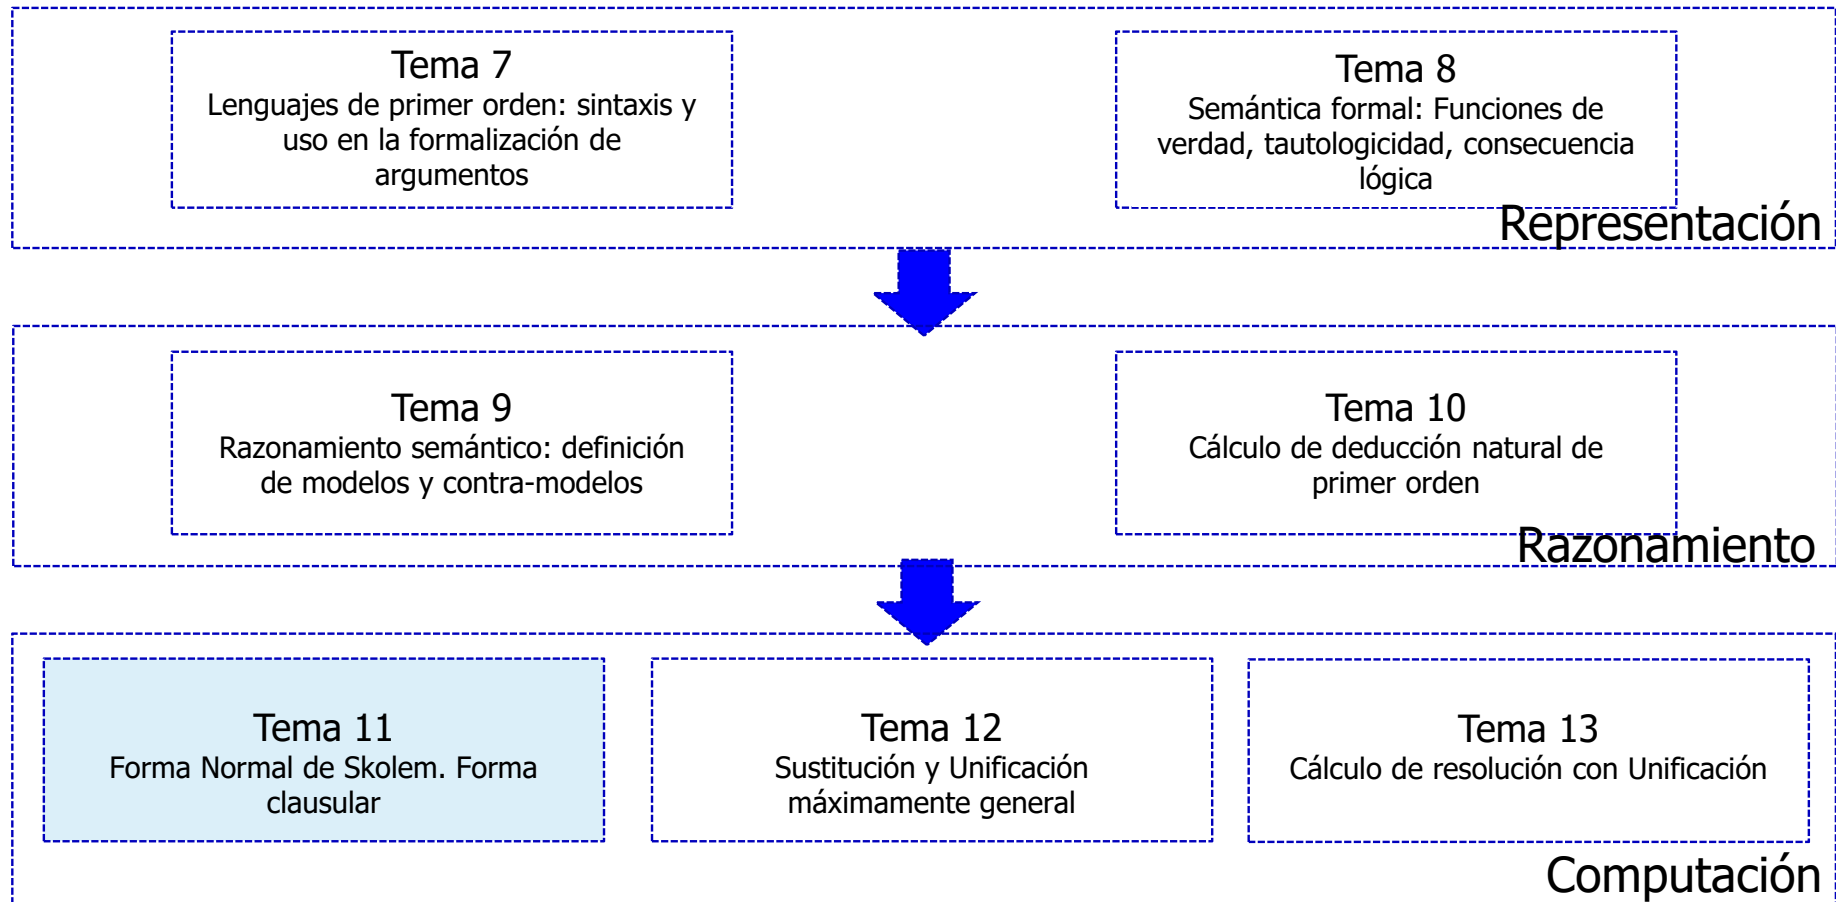 Tema 7
Lenguajes de primer orden: sintaxis y
uso en la formalización de
argumentos
Tema 8
Semántica formal: Funciones de
verdad, tautologicidad, consecuencia
lógica
Representación
Tema 9
Razonamiento semántico: definición
de modelos y contra-modelos
Tema 10
Cálculo de deducción natural de
primer orden
Razonamiento
Tema 11
Forma Normal de Skolem. Forma
clausular
Tema 12
Sustitución y Unificación
máximamente general
Tema 13
Cálculo de resolución con Unificación
Computación